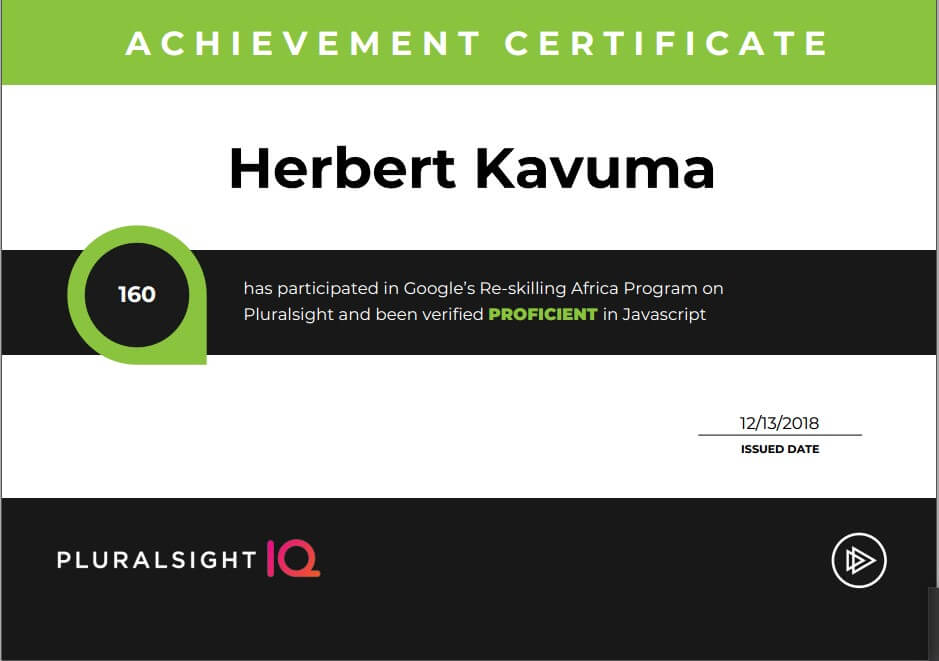 ACHIEVEMENT CERTIFICATE
Herbert Kavuma
160
has participated in Google's Re-skilling Africa Program on
Pluralsight and been verified PROFICIENT in Javascript
12/13/2018
ISSUED DATE
PLURALSIGHT IQ